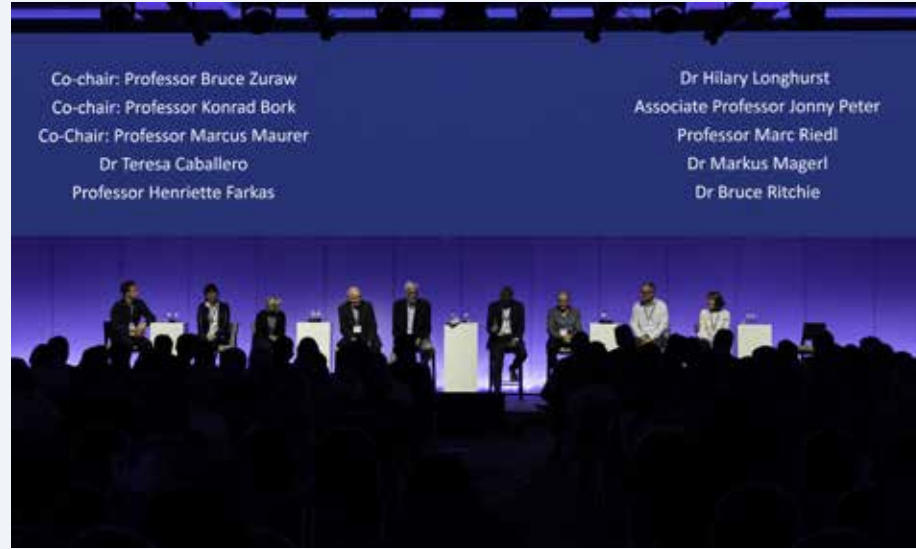 Co-chair: Professor Bruce Zuraw
Co-chair: Professor Konrad Bork
Co-Chair: Professor Marcus Maurer
Dr Teresa Caballero
Professor Henriette Farkas
Dr Hilary Longhurst
Associate Professor Jonny Peter
Professor Marc Riedl
Dr Markus Magerl
Dr Bruce Ritchie